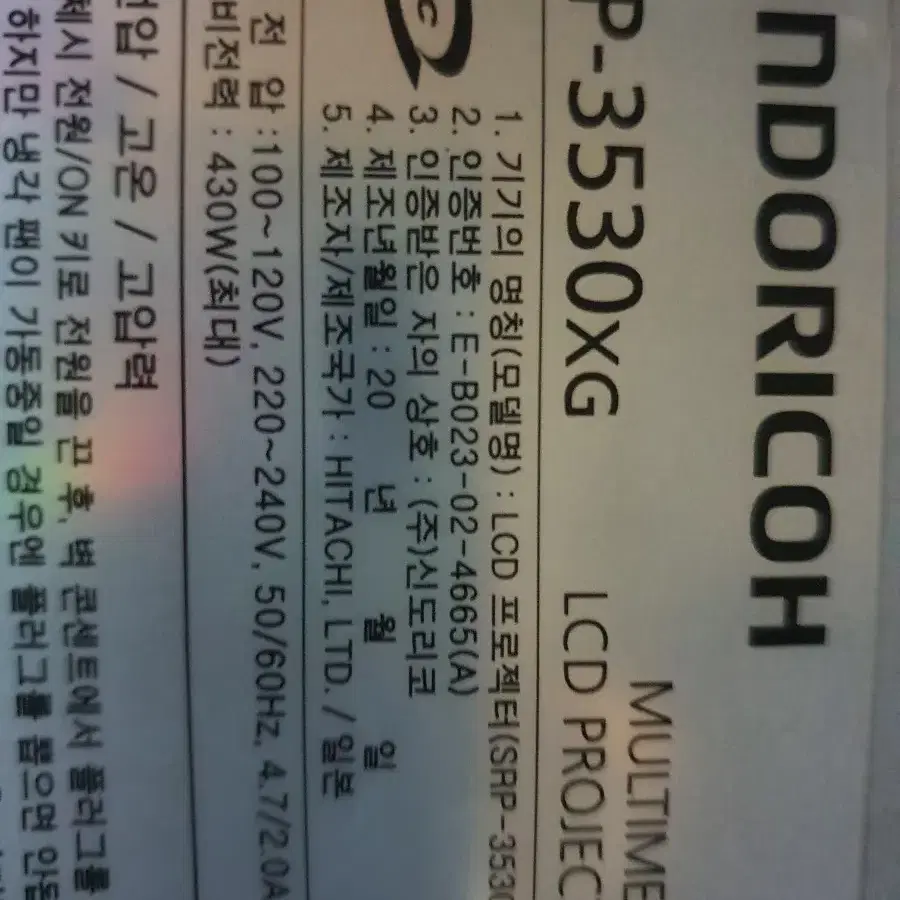 NDORICOH
MULTIME
P-3530XG LCD PROJEC
1. 기기의 명칭(모델명) : LCD 프로젝터(SRP-3530
2. 인증번호 : E-B023-02-4665(A)
3. 인증받은 자의 상호 : (주)신도리코
4. 제조년월일 : 20 년 월 일
5. 제조자/제조국가 : HITACHI, LTD. / 일본
C
전 압 : 100~120V, 220~240V, 50/60Hz, 4.7/2.0A
비전력 : 430W(최대)
전압 / 고온 / 고압력
제시 전원/ON 키로 전원을 끈 후, 벽 콘센트에서 플러그를
하지만 냉각 팬이 가동중일 경우엔 플러그를 뽑으면 안